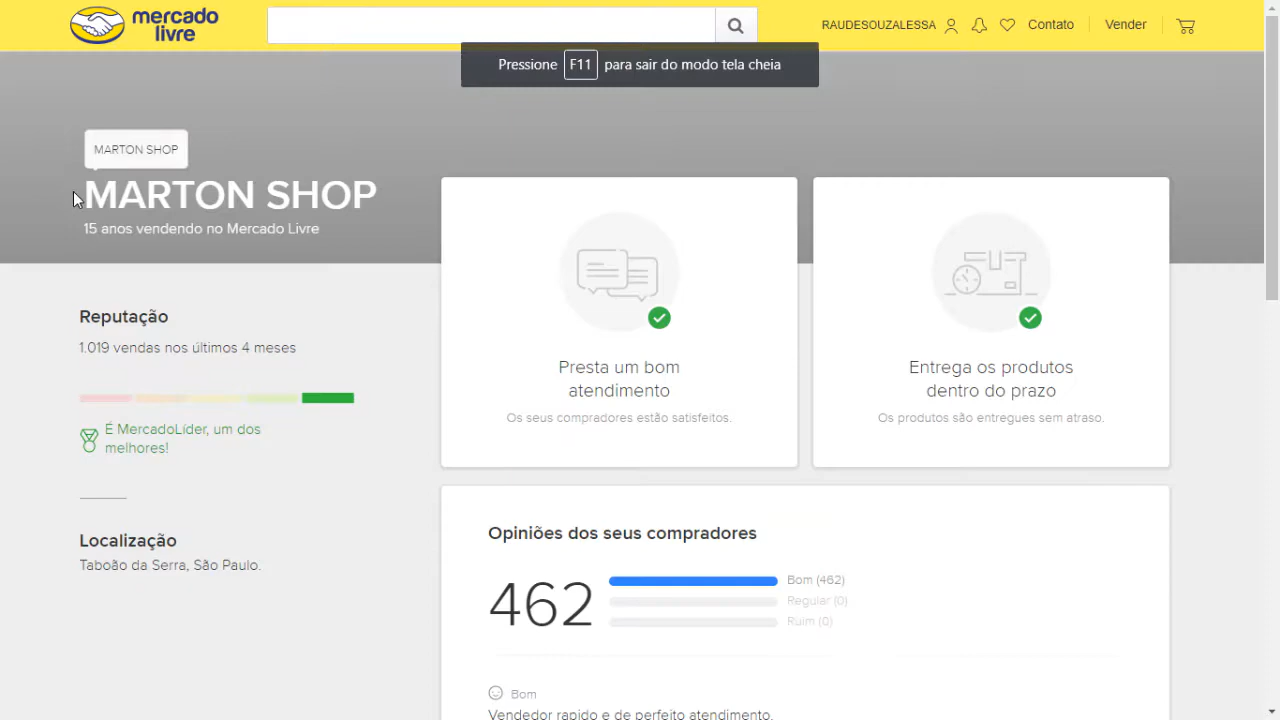 mercado
livre
RAUDESOUZALESSA
Contato
Vender
Pressione F11 para sair do modo tela cheia
MARTON SHOP
MARTON SHOP
15 anos vendendo no Mercado Livre
Reputação
1.019 vendas nos últimos 4 meses
É MercadoLíder, um dos
melhores!
Localização
Taboão da Serra, São Paulo.
Presta um bom
atendimento
Os seus compradores estão satisfeitos.
Entrega os produtos
dentro do prazo
Os produtos são entregues sem atraso.
Opiniões dos seus compradores
462
Bom (462)
Regular (0)
Ruim (0)
Bom
Vendedor rapido e de perfeito atendimento.